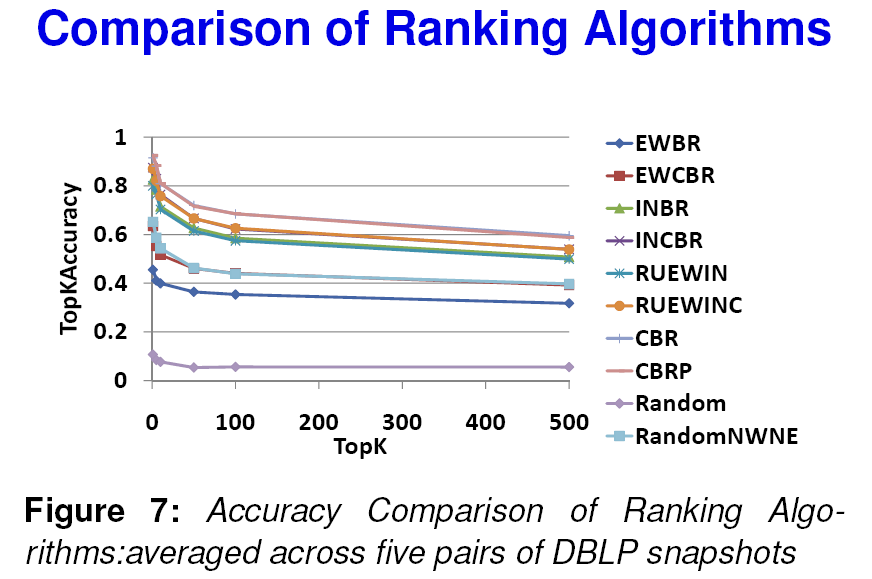 Comparison of Ranking Algorithms
1
0.8
0.6
0.4
0.2
0
TopKAccuracy
0 100 200 300 400 500
TopK
EWBR
EWCBR
INBR
INCBR
RUEWIN
RUEWINC
CBR
CBRP
Random
RandomNWNE
Figure 7: Accuracy Comparison of Ranking Algo-
rithms:averaged across five pairs of DBLP snapshots